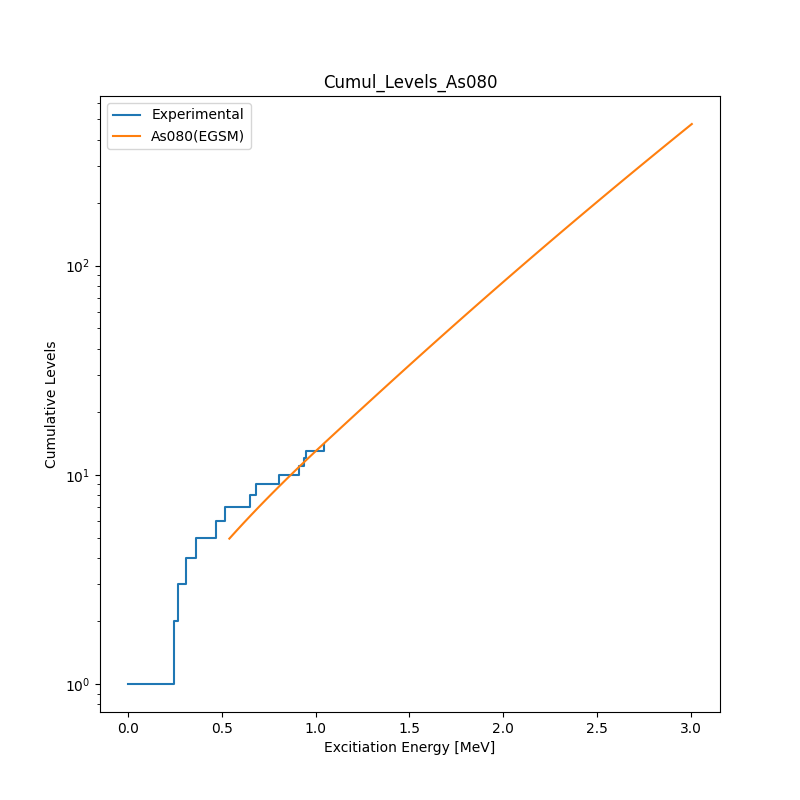 Cumul_Levels_As080
Experimental
As080(EGSM)
Cumulative Levels
10²
10¹
10⁰
0.0 0.5 1.0 1.5 2.0 2.5 3.0
Excitiation Energy [MeV]